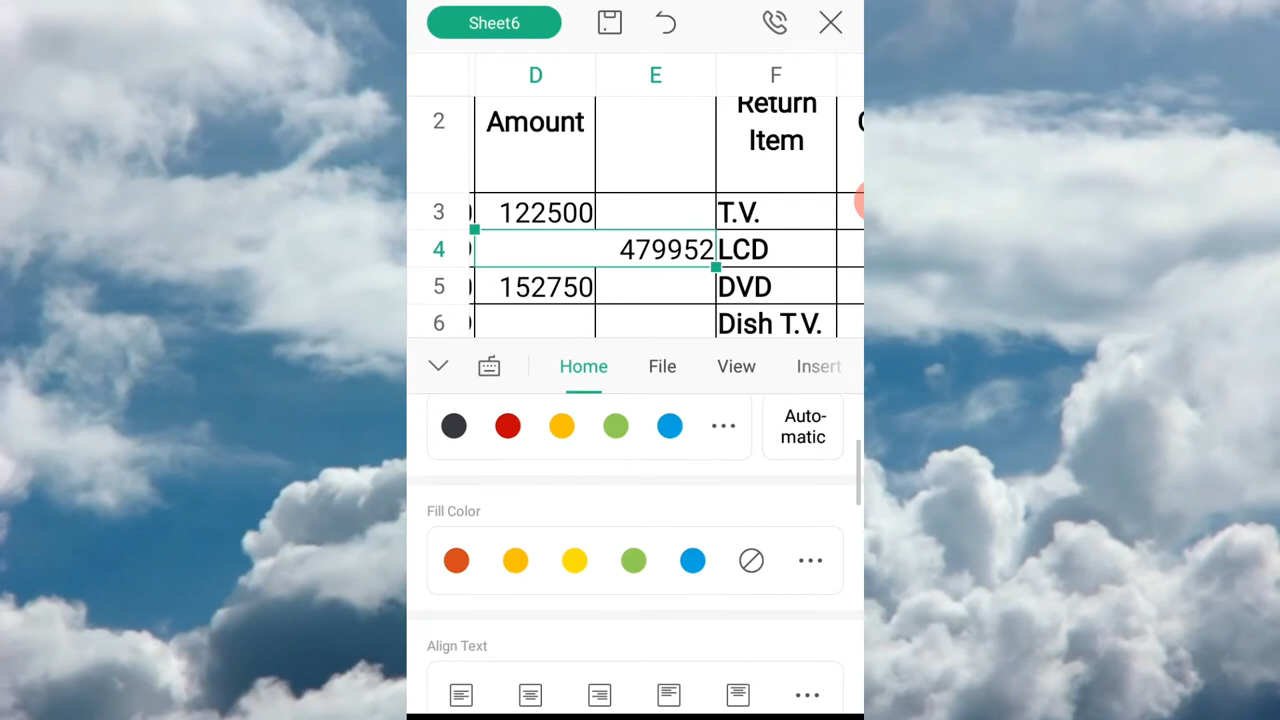 Sheet6
D E F
2 Amount Return
Item
3 122500 T.V.
4 479952 LCD
5 152750 DVD
6 Dish T.V.
Home File View Insert
Auto-
matic
Fill Color
Align Text